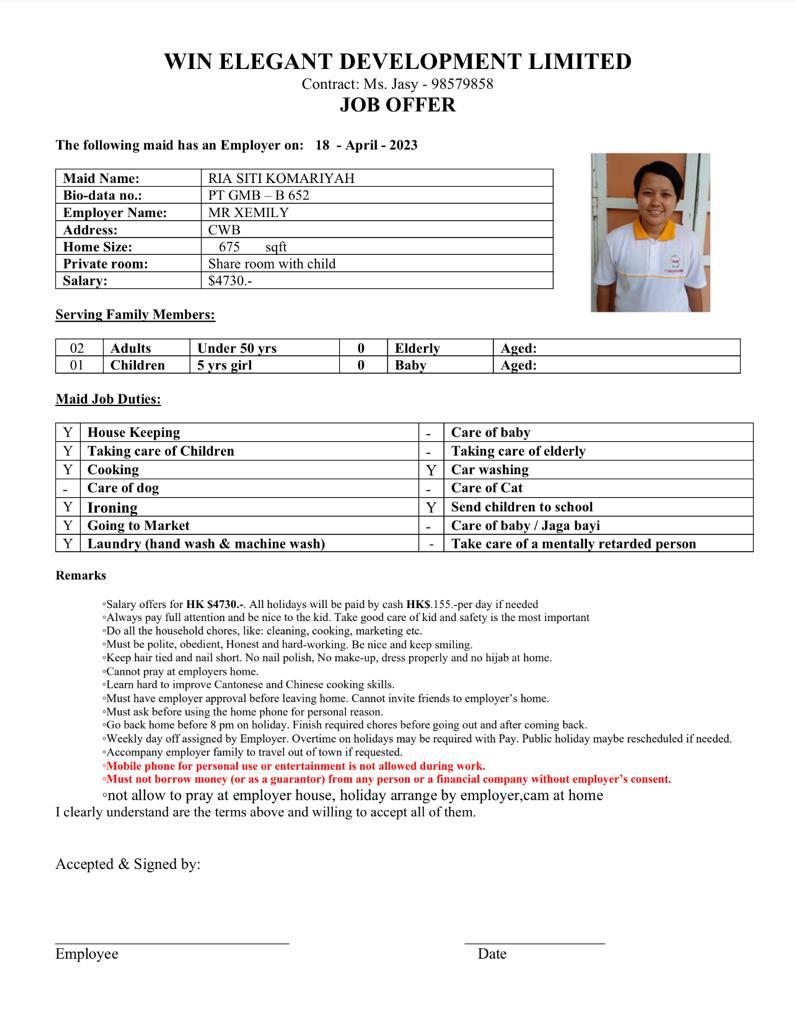 WIN ELEGANT DEVELOPMENT LIMITED
Contract: Ms. Jasy - 98579858
JOB OFFER
The following maid has an Employer on: 18 - April - 2023
Maid Name: RIA SITI KOMARIYAH
Bio-data no.: PT GMB – B 652
Employer Name: MR XEMILY
Address: CWB
Home Size: 675 sqft
Private room: Share room with child
Salary: $4730.-
Serving Family Members:
02 Adults Under 50 yrs 0 Elderly Aged:
01 Children 5 yrs girl 0 Baby Aged:
Maid Job Duties:
Y House Keeping - Care of baby
Y Taking care of Children - Taking care of elderly
Y Cooking Y Car washing
- Care of dog - Care of Cat
Y Ironing Y Send children to school
Y Going to Market - Care of baby / Jaga bayi
Y Laundry (hand wash & machine wash) - Take care of a mentally retarded person
Remarks
◦Salary offers for HK $4730.-. All holidays will be paid by cash HK$.155.-per day if needed
◦Always pay full attention and be nice to the kid. Take good care of kid and safety is the most important
◦Do all the household chores, like: cleaning, cooking, marketing etc.
◦Must be polite, obedient, Honest and hard-working. Be nice and keep smiling.
◦Keep hair tied and nail short. No nail polish, No make-up, dress properly and no hijab at home.
◦Cannot pray at employers home.
◦Learn hard to improve Cantonese and Chinese cooking skills.
◦Must have employer approval before leaving home. Cannot invite friends to employer’s home.
◦Must ask before using the home phone for personal reason.
◦Go back home before 8 pm on holiday. Finish required chores before going out and after coming back.
◦Weekly day off assigned by Employer. Overtime on holidays may be required with Pay. Public holiday maybe rescheduled if needed.
◦Accompany employer family to travel out of town if requested.
◦Mobile phone for personal use or entertainment is not allowed during work.
◦Must not borrow money (or as a guarantor) from any person or a financial company without employer’s consent.
◦not allow to pray at employer house, holiday arrange by employer,cam at home
I clearly understand are the terms above and willing to accept all of them.
Accepted & Signed by:
Employee Date